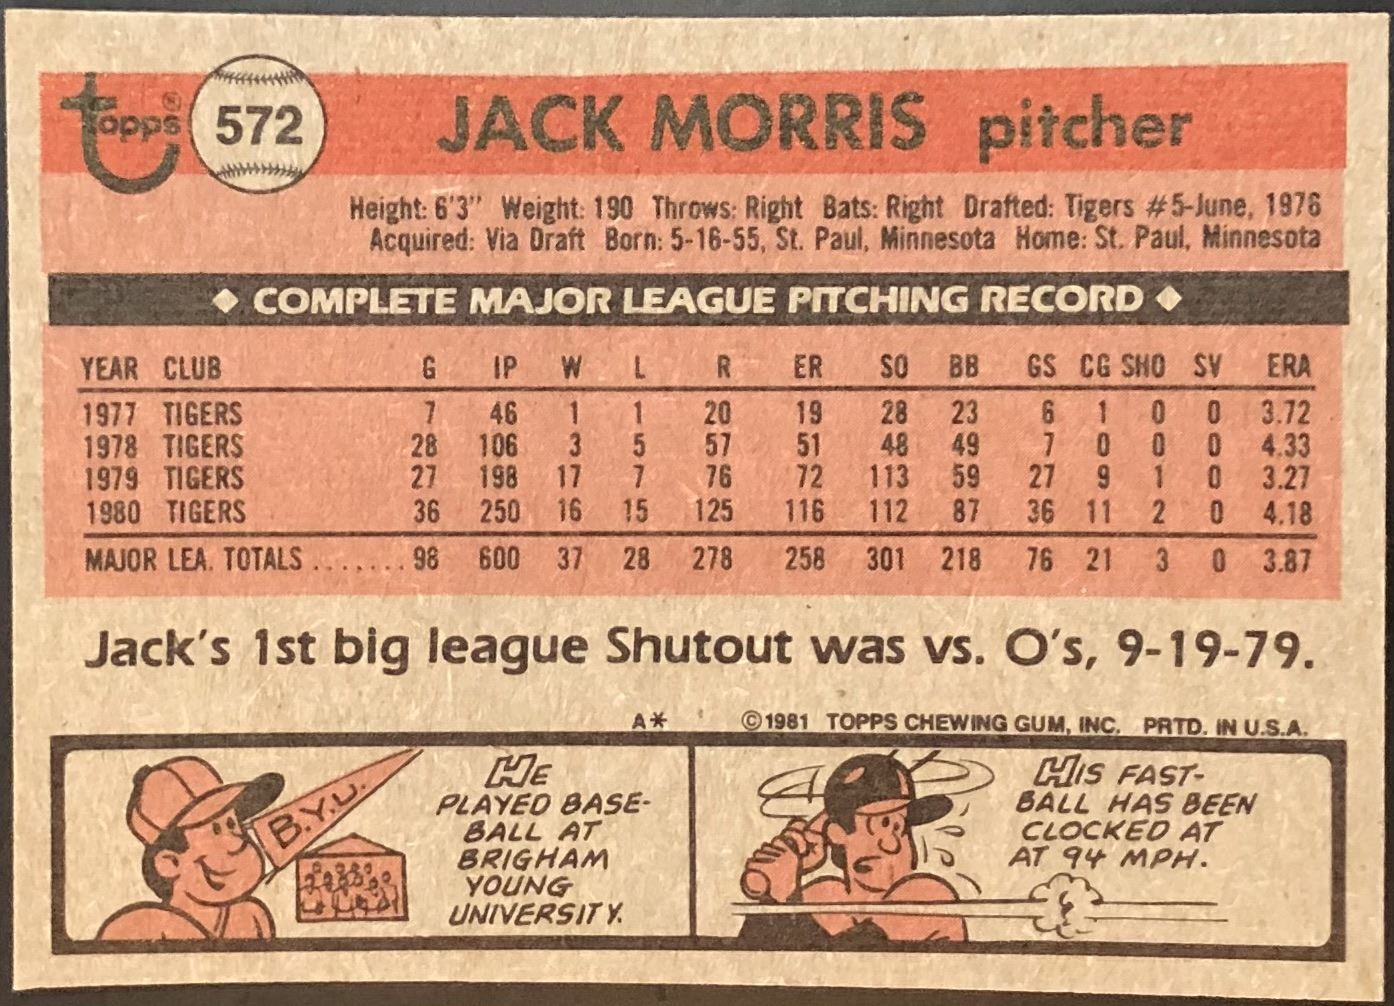 topps® 572 JACK MORRIS pitcher
Height: 6'3" Weight: 190 Throws: Right Bats: Right Drafted: Tigers #5-June, 1976
Acquired: Via Draft Born: 5-16-55, St. Paul, Minnesota Home: St. Paul, Minnesota
◆ COMPLETE MAJOR LEAGUE PITCHING RECORD ◆
YEAR CLUB G IP W L R ER SO BB GS CG SHO SV ERA
1977 TIGERS 7 46 1 1 20 19 28 23 6 1 0 0 3.72
1978 TIGERS 28 106 3 5 57 51 48 49 7 0 0 0 4.33
1979 TIGERS 27 198 17 7 76 72 113 59 27 9 1 0 3.27
1980 TIGERS 36 250 16 15 125 116 112 87 36 11 2 0 4.18
MAJOR LEA. TOTALS ....... 98 600 37 28 278 258 301 218 76 21 3 0 3.87
Jack's 1st big league Shutout was vs. O's, 9-19-79.
A* ©1981 TOPPS CHEWING GUM, INC. PRTD. IN U.S.A.
B.Y.U.
HE
PLAYED BASE-
BALL AT
BRIGHAM
YOUNG
UNIVERSITY.
HIS FAST-
BALL HAS BEEN
CLOCKED AT
AT 94 MPH.